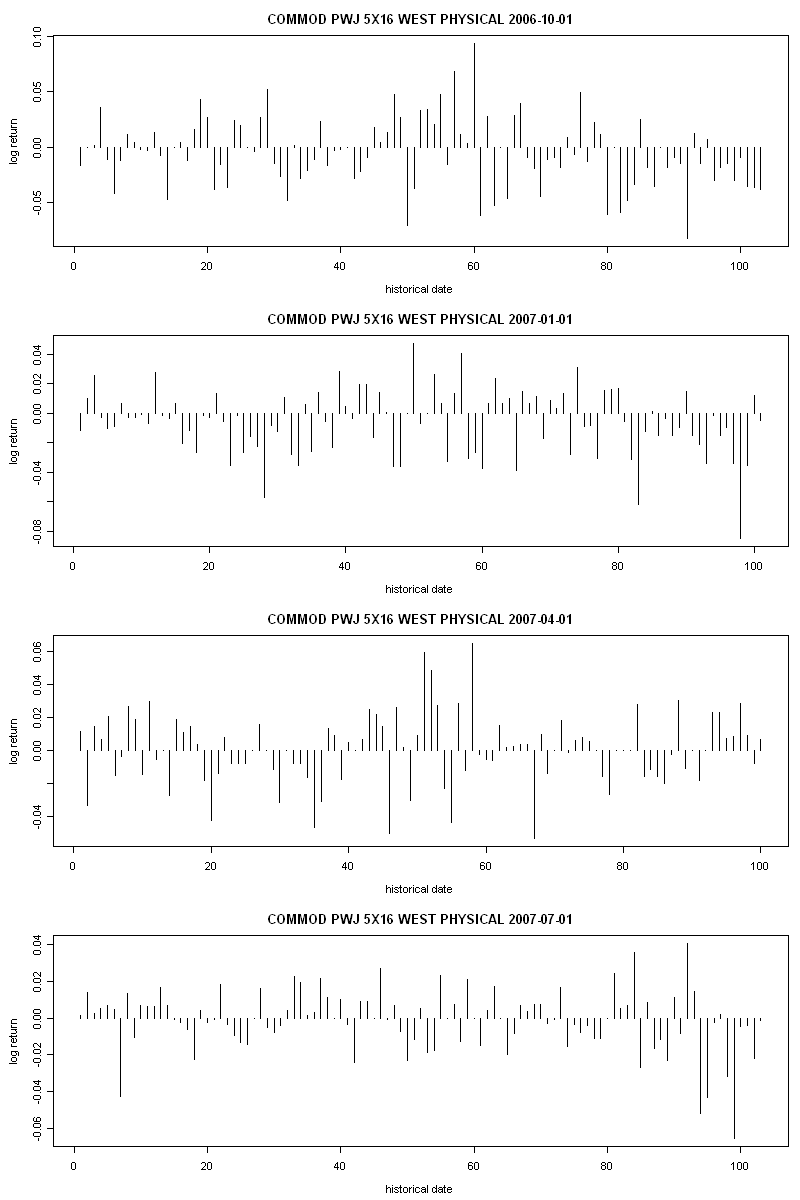 COMMOD PWJ 5X16 WEST PHYSICAL 2006-10-01
0.10
0.05
0.00
-0.05
log return
0 20 40 60 80 100
historical date
COMMOD PWJ 5X16 WEST PHYSICAL 2007-01-01
0.04
0.02
0.00
-0.04
-0.08
log return
0 20 40 60 80 100
historical date
COMMOD PWJ 5X16 WEST PHYSICAL 2007-04-01
0.06
0.04
0.02
0.00
-0.04
log return
0 20 40 60 80 100
historical date
COMMOD PWJ 5X16 WEST PHYSICAL 2007-07-01
0.04
0.02
0.00
-0.02
-0.04
-0.06
log return
0 20 40 60 80 100
historical date